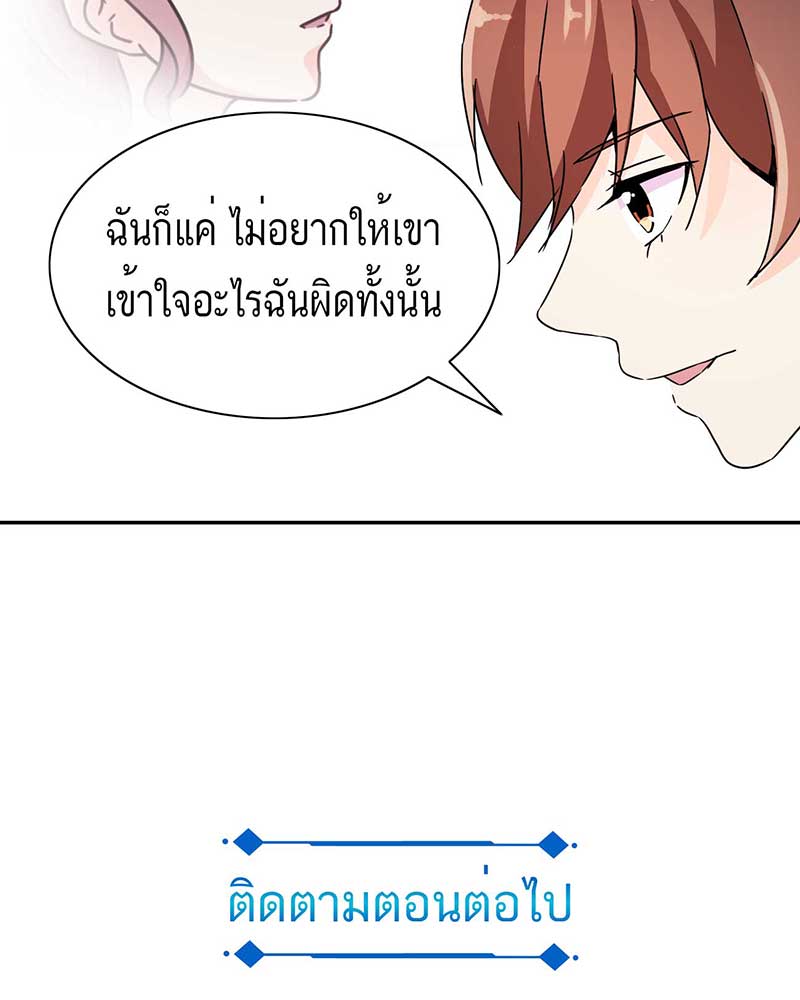 ฉันก็แค่ ไม่อยากให้เขา
เข้าใจอะไรฉันผิดทั้งนั้น
ติดตามตอนต่อไป